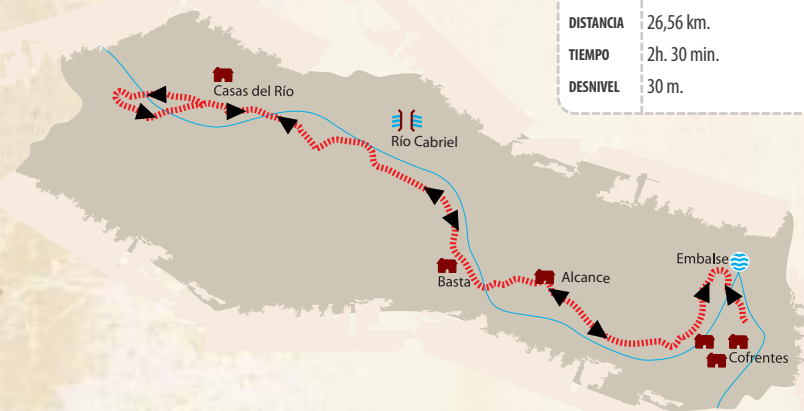 DISTANCIA 26,56 km.
TIEMPO 2h. 30 min.
DESNIVEL 30 m.
Casas del Río
Río Cabriel
Embalse
Basta
Alcance
Cofrentes